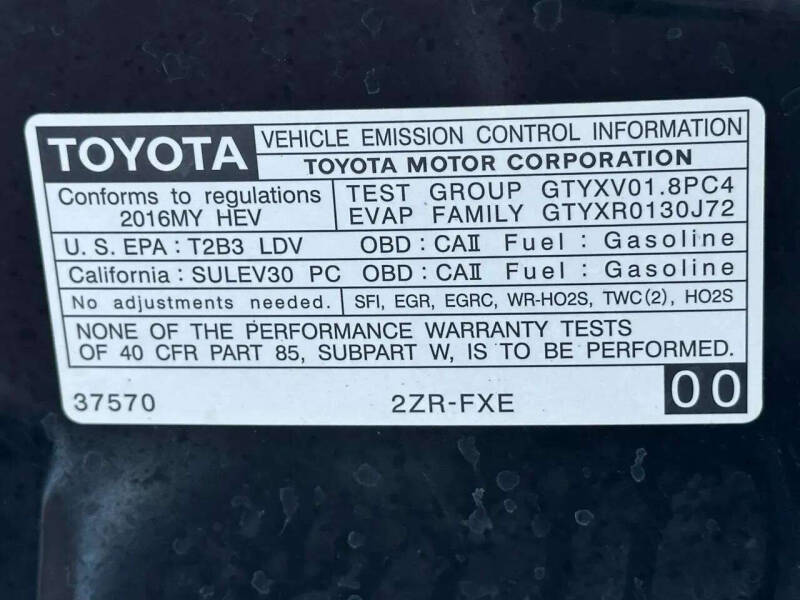 TOYOTA
VEHICLE EMISSION CONTROL INFORMATION
TOYOTA MOTOR CORPORATION
Conforms to regulations
2016MY HEV
TEST GROUP GTYXV01.8PC4
EVAP FAMILY GTYXR0130J72
U. S. EPA : T2B3 LDV OBD : CAⅡ Fuel : Gasoline
California : SULEV30 PC OBD : CAⅡ Fuel : Gasoline
No adjustments needed. SFI, EGR, EGRC, WR-HO2S, TWC(2), HO2S
NONE OF THE PERFORMANCE WARRANTY TESTS
OF 40 CFR PART 85, SUBPART W, IS TO BE PERFORMED.
37570 2ZR-FXE 00